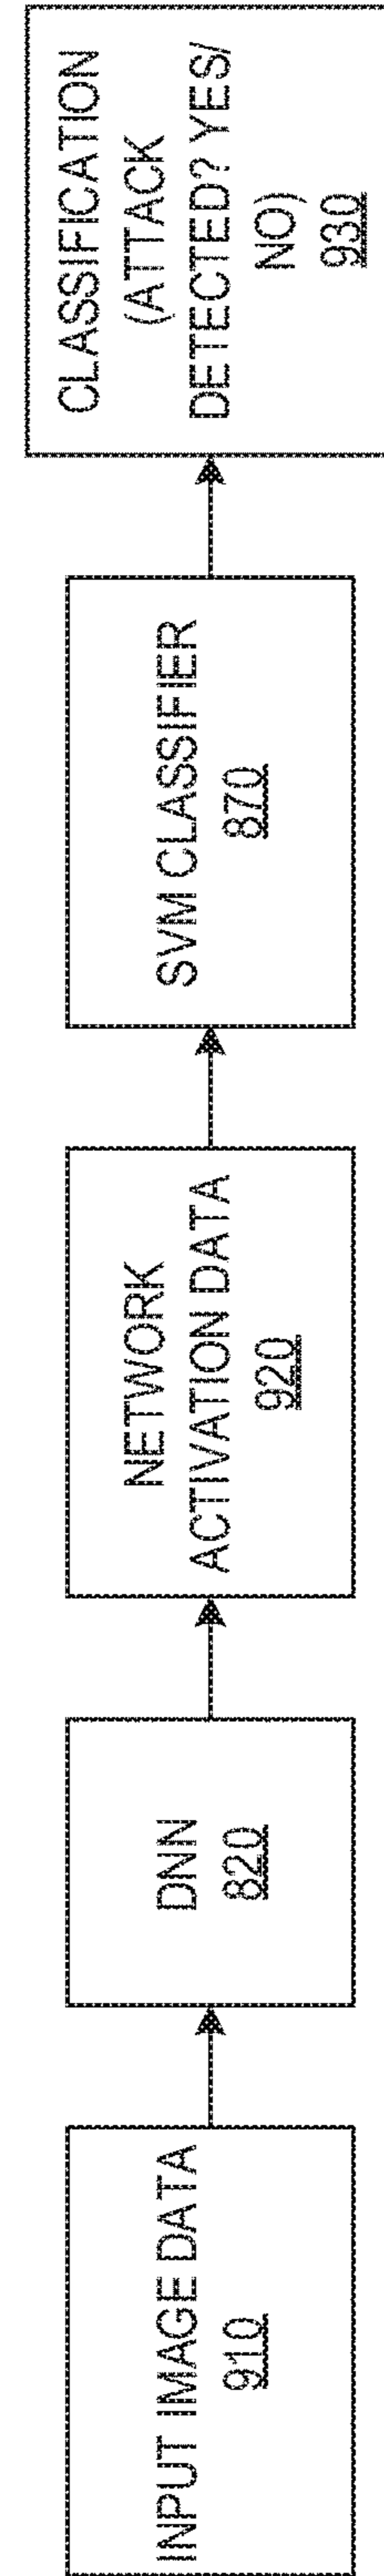 INPUT IMAGE DATA
910
DNN
820
NETWORK
ACTIVATION DATA
920
SVM CLASSIFIER
870
CLASSIFICATION
(ATTACK
DETECTED? YES/
NO)
930